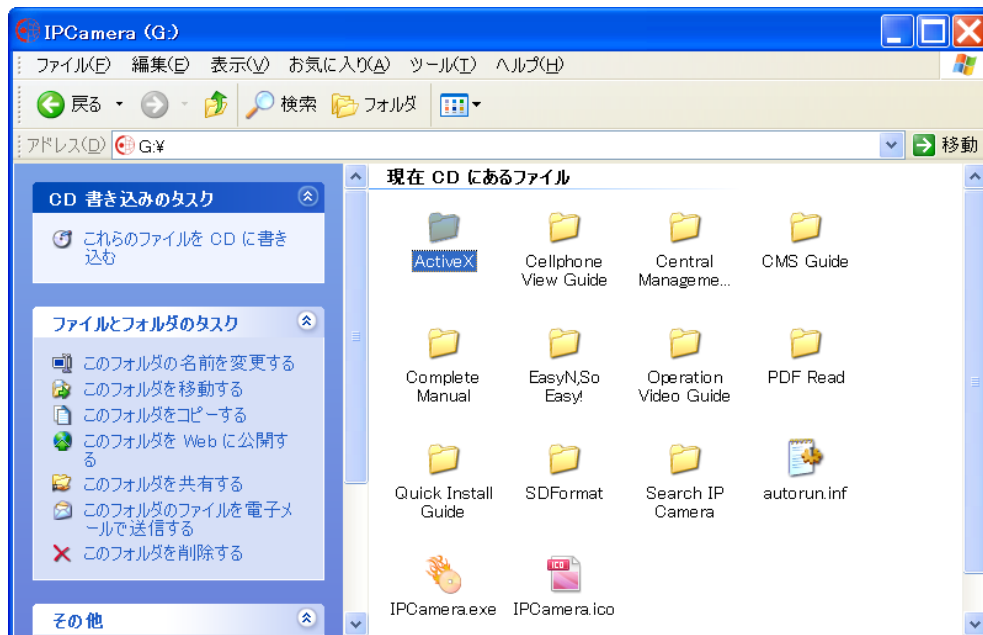 IPCamera (G:)
ファイル(F) 編集(E) 表示(V) お気に入り(A) ツール(T) ヘルプ(H)
戻る 検索 フォルダ
アドレス(D) G:¥ 移動
CD 書き込みのタスク
これらのファイルを CD に書き
込む
ファイルとフォルダのタスク
このフォルダの名前を変更する
このフォルダを移動する
このフォルダをコピーする
このフォルダを Web に公開す
る
このフォルダを共有する
このフォルダのファイルを電子メ
ールで送信する
このフォルダを削除する
その他
現在 CD にあるファイル
ActiveX
Cellphone
View Guide
Central
Manageme...
CMS Guide
Complete
Manual
EasyN,So
Easy!
Operation
Video Guide
PDF Read
Quick Install
Guide
SDFormat
Search IP
Camera
autorun.inf
IPCamera.exe
ICO
IPCamera.ico